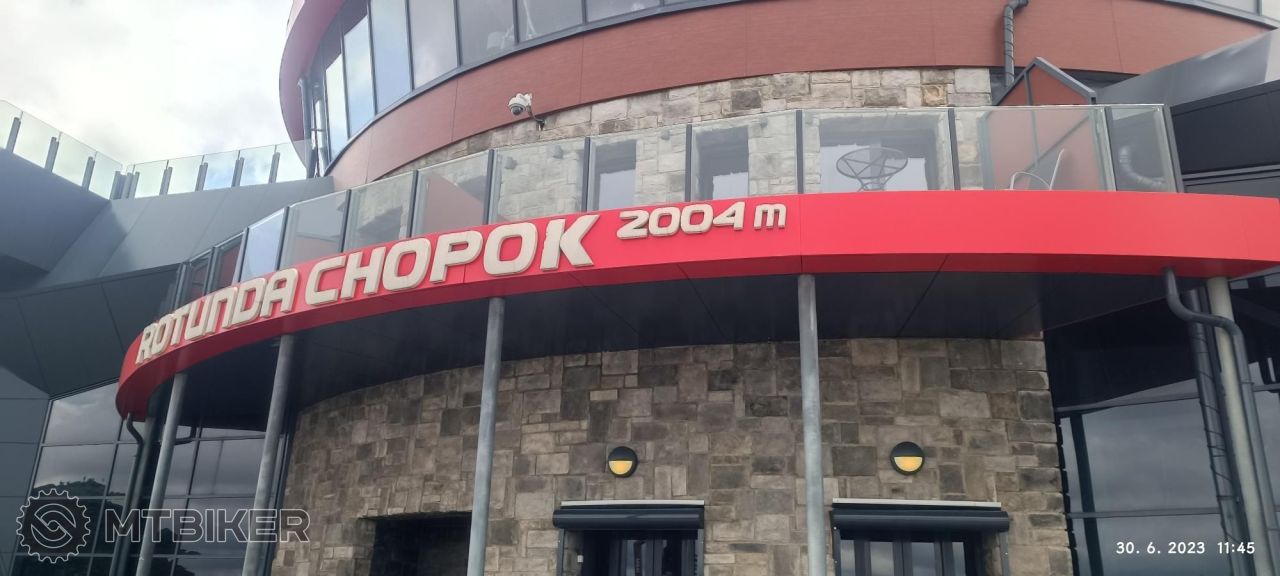 ROTUNDA CHOPOK 2004 m
MTBIKER
30. 6. 2023 11:45